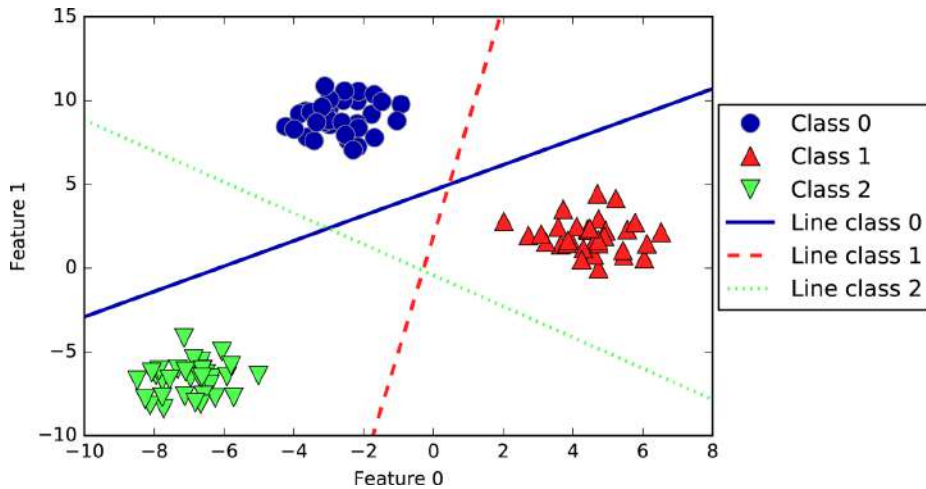 15
10
5
0
−5
−10
Feature 1
−10
−8
−6
−4
−2
0
2
4
6
8
Feature 0
Class 0
Class 1
Class 2
Line class 0
Line class 1
Line class 2